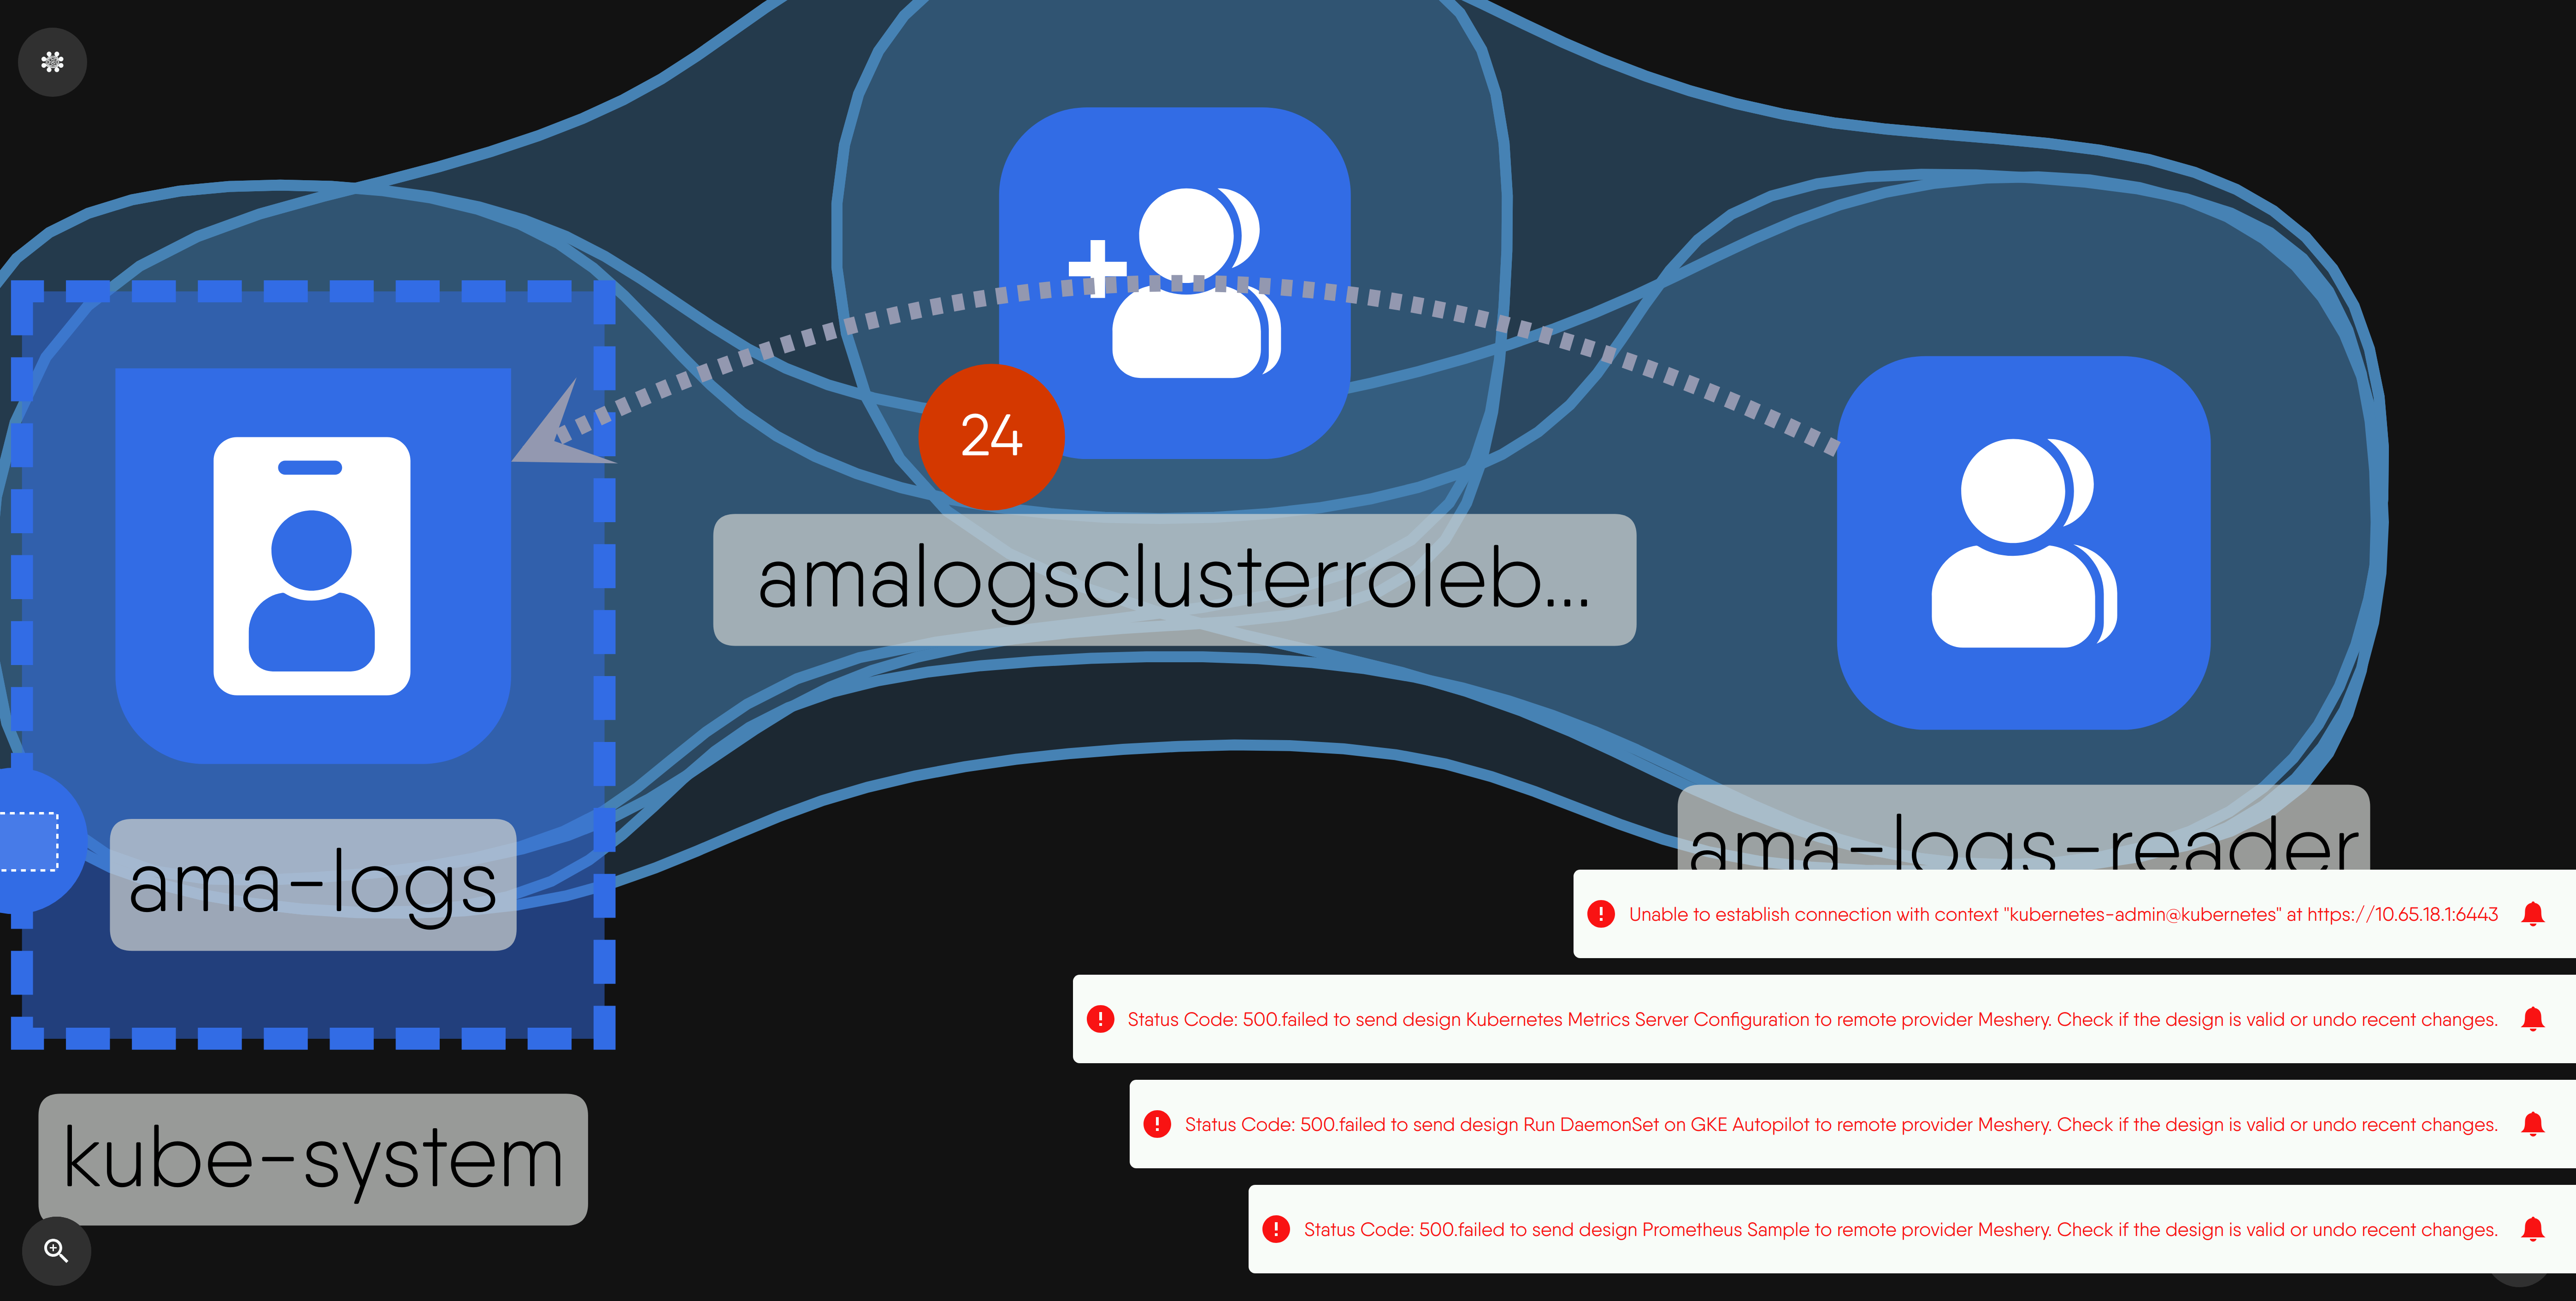 24
amalogsclusterroleb...
ama-logs-reader
ama-logs
kube-system
Unable to establish connection with context "kubernetes-admin@kubernetes" at https://10.65.18.1:6443
Status Code: 500.failed to send design Kubernetes Metrics Server Configuration to remote provider Meshery. Check if the design is valid or undo recent changes.
Status Code: 500.failed to send design Run DaemonSet on GKE Autopilot to remote provider Meshery. Check if the design is valid or undo recent changes.
Status Code: 500.failed to send design Prometheus Sample to remote provider Meshery. Check if the design is valid or undo recent changes.